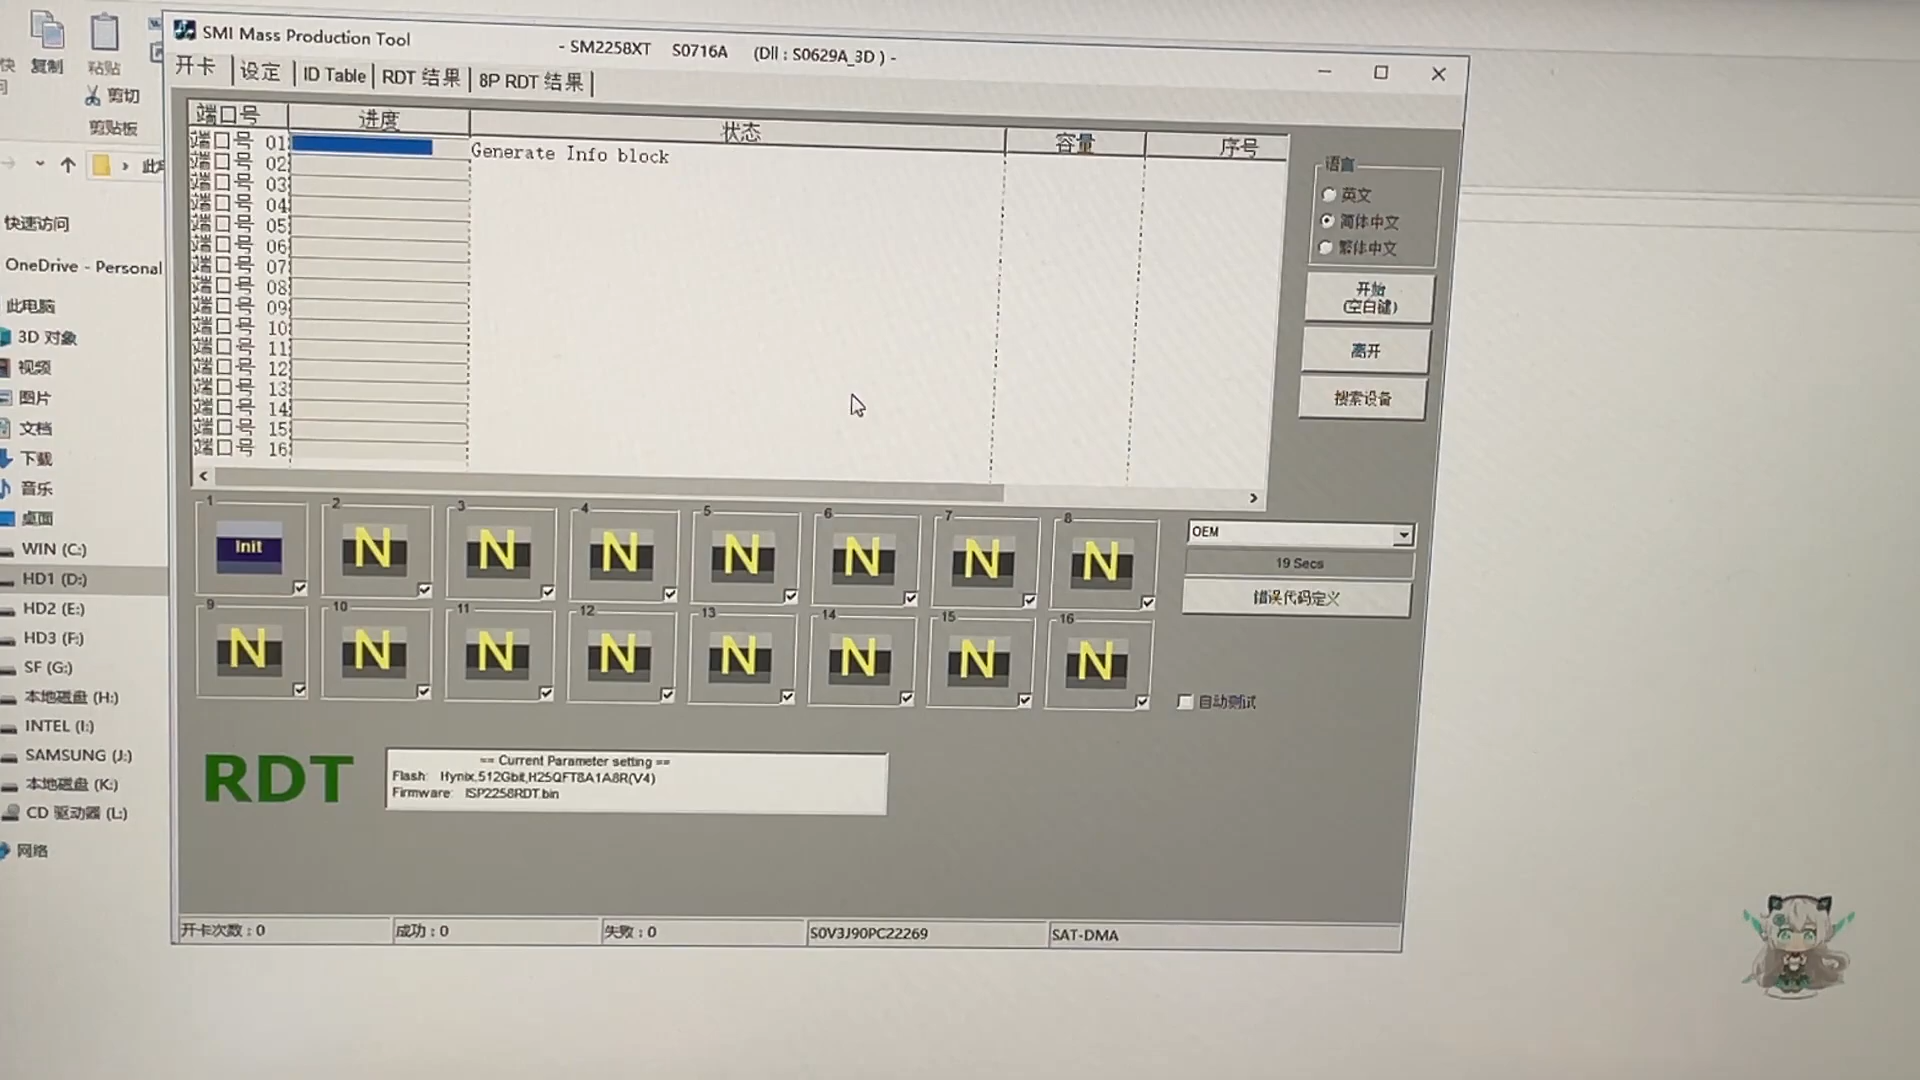 SMI Mass Production Tool
- SM2258XT S0716A (Dll : S0629A_3D ) -
复制
粘贴
剪切
剪贴板
开卡 设定 ID Table RDT 结果 8P RDT 结果
端口号 进度 状态 容量 序号
端口号 01 Generate Info block
端口号 02
端口号 03
端口号 04
端口号 05
端口号 06
端口号 07
端口号 08
端口号 09
端口号 10
端口号 11
端口号 12
端口号 13
端口号 14
端口号 15
端口号 16
语言
英文
简体中文
繁体中文
开始
(空白键)
离开
搜索设备
快速访问
OneDrive - Personal
此电脑
3D 对象
视频
图片
文档
下载
音乐
桌面
WIN (C:)
HD1 (D:)
HD2 (E:)
HD3 (F:)
SF (G:)
本地磁盘 (H:)
INTEL (I:)
SAMSUNG (J:)
本地磁盘 (K:)
CD 驱动器 (L:)
网络
1 2 3 4 5 6 7 8
Init N N N N N N N
9 10 11 12 13 14 15 16
N N N N N N N N
OEM
19 Secs
错误代码定义
自动测试
RDT
== Current Parameter setting ==
Flash: Hynix,512Gbit,H25QFT8A1A8R(V4)
Firmware: ISP2258RDT.bin
开卡次数 : 0 成功 : 0 失败 : 0 S0V3J90PC22269 SAT-DMA